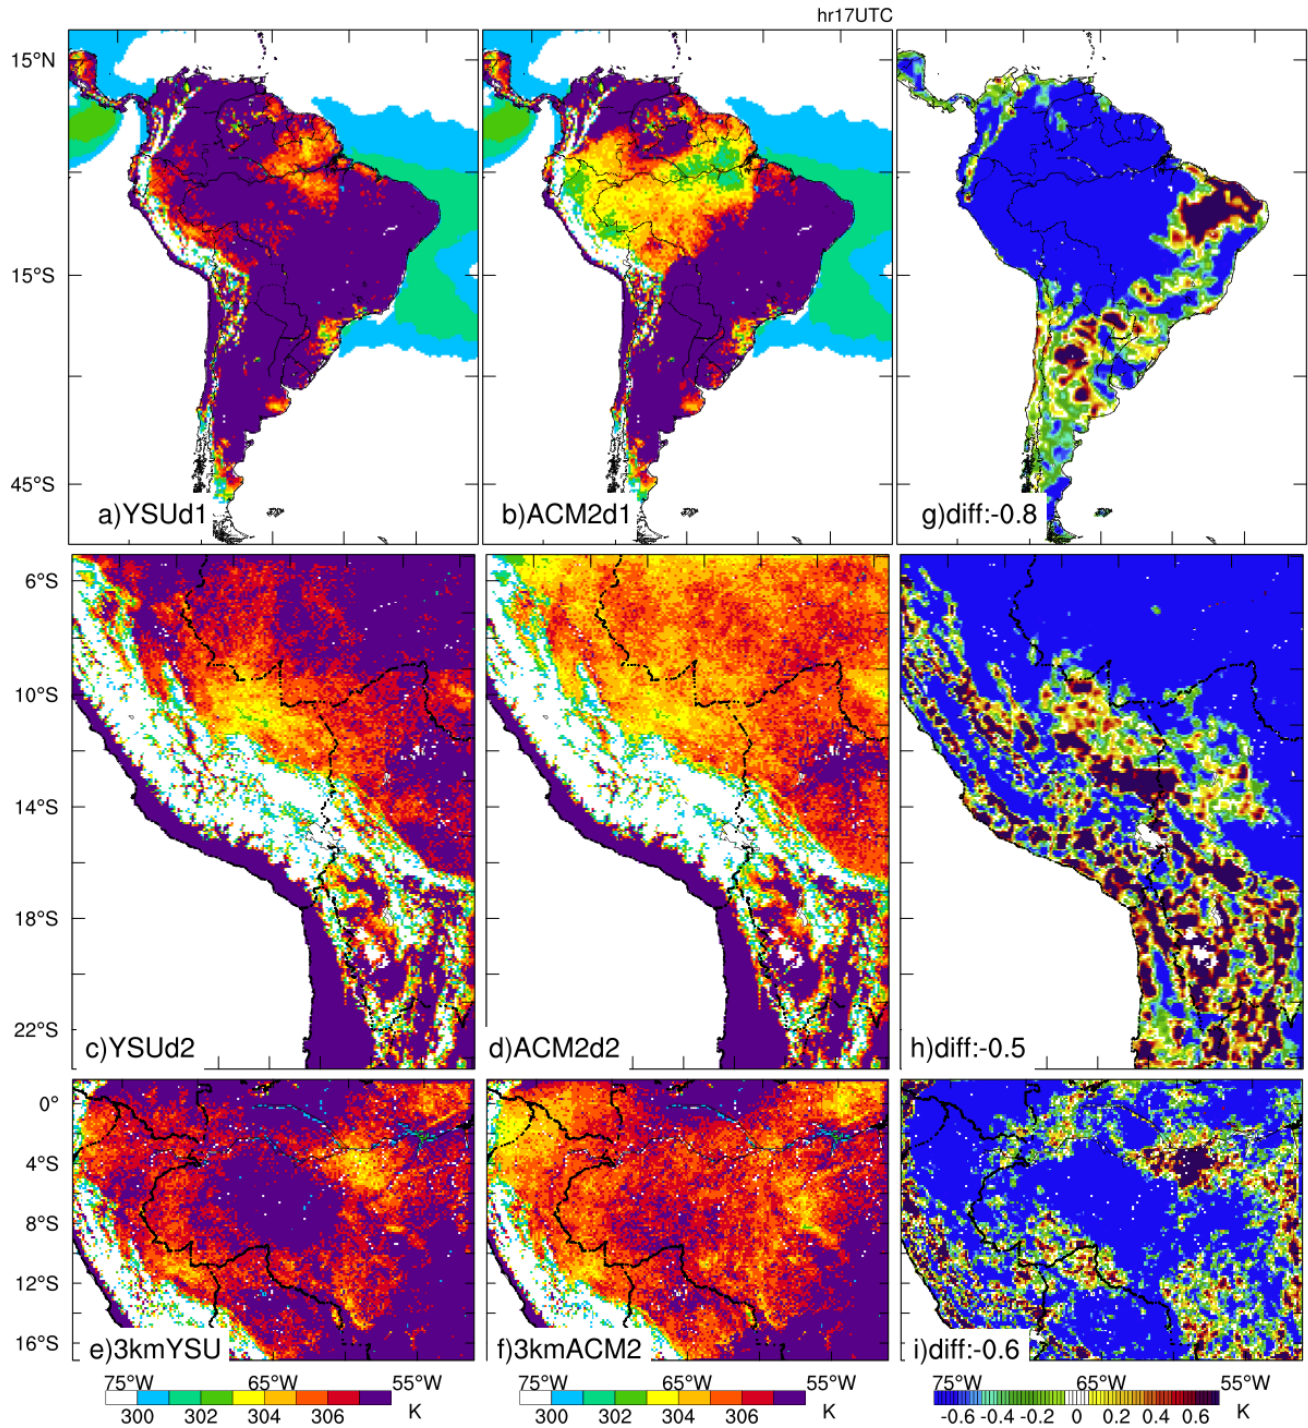 hr17UTC
15°N
15°S
45°S
a)YSUd1
b)ACM2d1
g)diff:-0.8
6°S
10°S
14°S
18°S
22°S
c)YSUd2
d)ACM2d2
h)diff:-0.5
0°
4°S
8°S
12°S
16°S
e)3kmYSU
f)3kmACM2
i)diff:-0.6
75°W 65°W 55°W 75°W 65°W 55°W 75°W 65°W 55°W
300 302 304 306 K 300 302 304 306 K -0.6 -0.4 -0.2 0 0.2 0.4 0.6 K